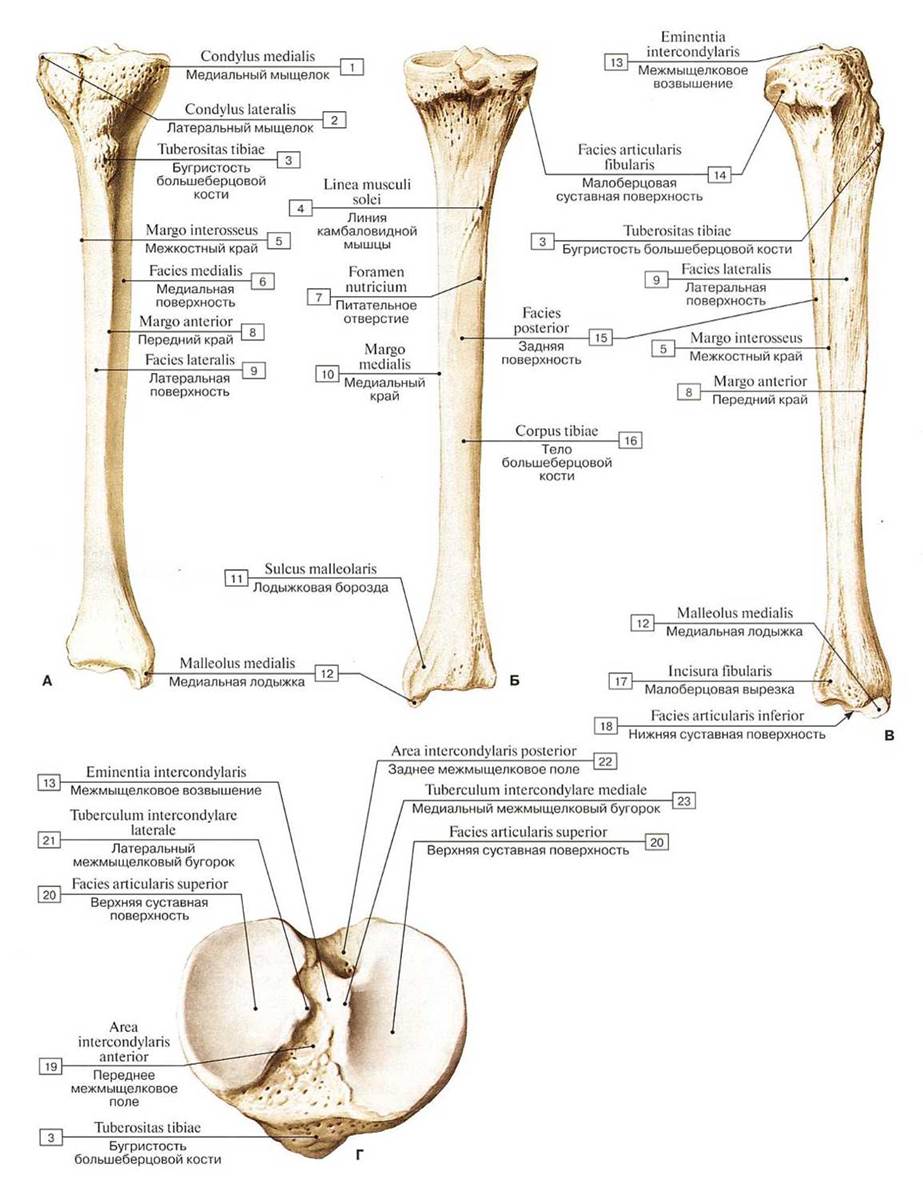 Condylus medialis
Медиальный мыщелок
1
Condylus lateralis
Латеральный мыщелок
2
Tuberositas tibiae
Бугристость
большеберцовой
кости
3
Margo interosseus
Межкостный край
5
Facies medialis
Медиальная
поверхность
6
Margo anterior
Передний край
8
Facies lateralis
Латеральная
поверхность
9
А
Linea musculi
solei
Линия
камбаловидной
мышцы
4
Foramen
nutricium
Питательное
отверстие
7
Margo
medialis
Медиальный
край
10
Sulcus malleolaris
Лодыжковая борозда
11
Malleolus medialis
Медиальная лодыжка
12
Б
Eminentia
intercondylaris
Межмыщелковое
возвышение
13
Facies articularis
fibularis
Малоберцовая
суставная поверхность
14
Tuberositas tibiae
Бугристость большеберцовой кости
3
Facies lateralis
Латеральная
поверхность
9
Facies
posterior
Задняя
поверхность
15
Margo interosseus
Межкостный край
5
Margo anterior
Передний край
8
Corpus tibiae
Тело
большеберцовой
кости
16
Malleolus medialis
Медиальная лодыжка
12
Incisura fibularis
Малоберцовая вырезка
17
Facies articularis inferior
Нижняя суставная поверхность
18
В
Area intercondylaris posterior
Заднее межмыщелковое поле
22
Eminentia intercondylaris
Межмыщелковое возвышение
13
Tuberculum intercondylare mediale
Медиальный межмыщелковый бугорок
23
Tuberculum intercondylare
laterale
Латеральный
межмыщелковый бугорок
21
Facies articularis superior
Верхняя суставная поверхность
20
Facies articularis superior
Верхняя суставная
поверхность
20
Area
intercondylaris
anterior
Переднее
межмыщелковое
поле
19
Tuberositas tibiae
Бугристость
большеберцовой кости
3
Г